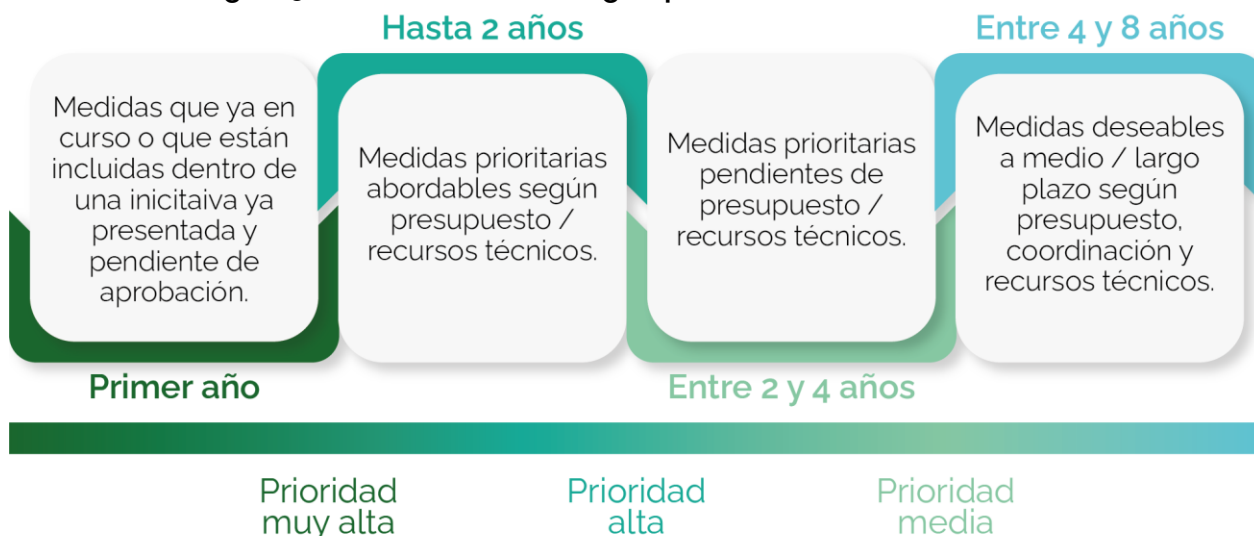 Hasta 2 años
Entre 4 y 8 años
Medidas que ya en
curso o que están
incluidas dentro de
una inicitaiva ya
presentada y
pendiente de
aprobación.
Medidas prioritarias
abordables según
presupuesto /
recursos técnicos.
Medidas prioritarias
pendientes de
presupuesto /
recursos técnicos.
Medidas deseables
a medio / largo
plazo según
presupuesto,
coordinación y
recursos técnicos.
Primer año
Entre 2 y 4 años
Prioridad
muy alta
Prioridad
alta
Prioridad
media